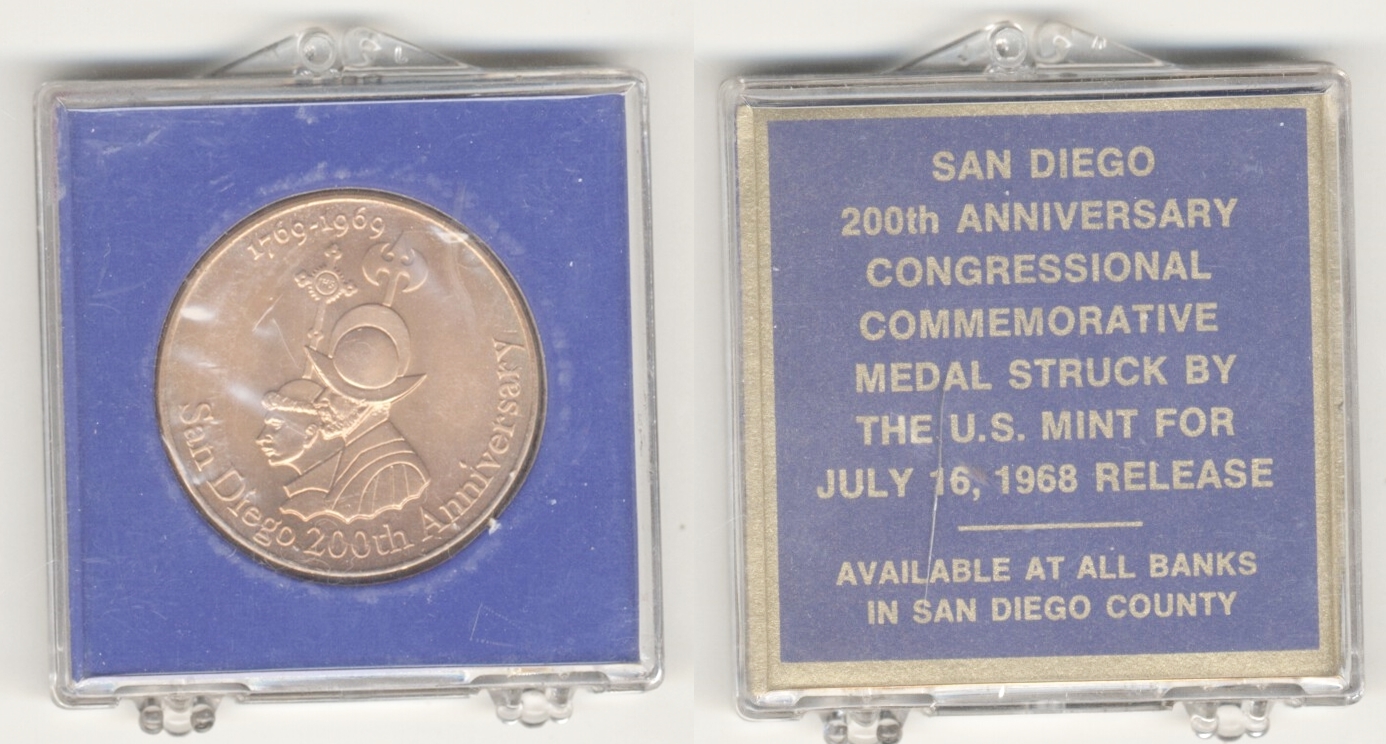 1769-1969
San Diego 200th Anniversary
SAN DIEGO
200th ANNIVERSARY
CONGRESSIONAL
COMMEMORATIVE
MEDAL STRUCK BY
THE U.S. MINT FOR
JULY 16, 1968 RELEASE
AVAILABLE AT ALL BANKS
IN SAN DIEGO COUNTY